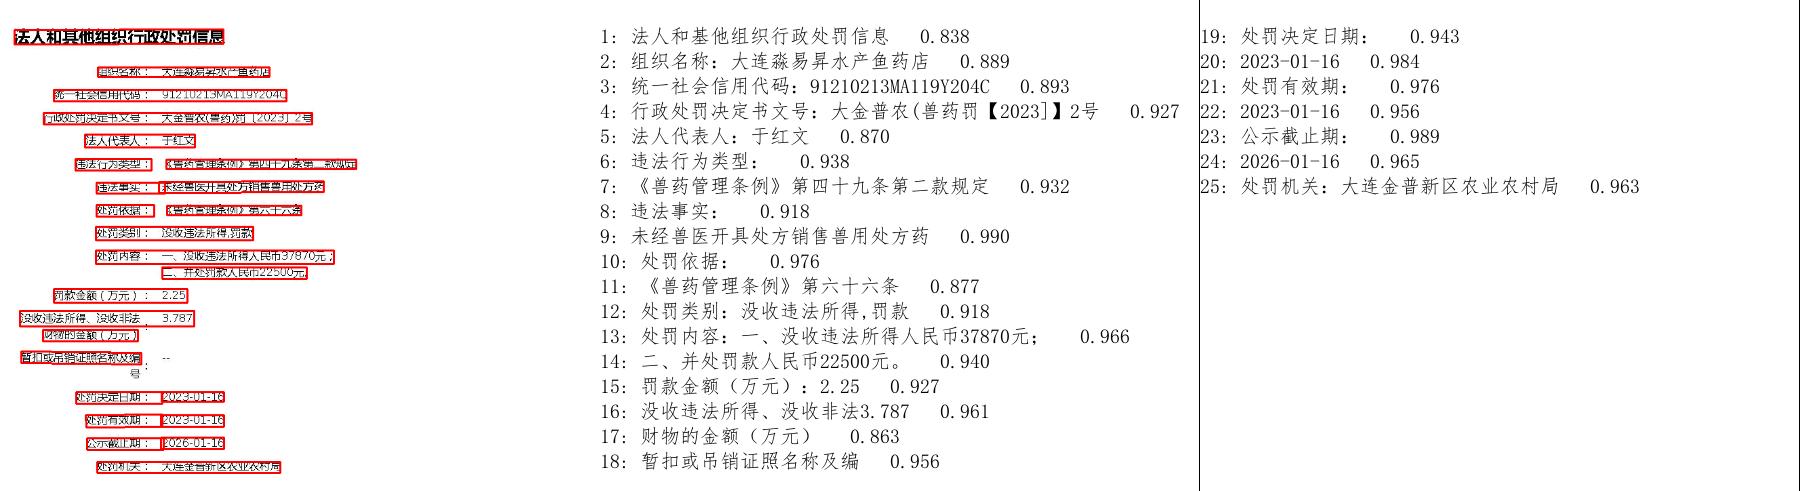 法人和其他组织行政处罚信息
组织名称： 大连淼易昇水产鱼药店
统一社会信用代码： 91210213MA119Y204C
行政处罚决定书文号： 大金普农(兽药)罚［2023］2号
法人代表人： 于红文
违法行为类型： 《兽药管理条例》第四十九条第二款规定
违法事实： 未经兽医开具处方销售兽用处方药
处罚依据： 《兽药管理条例》第六十六条
处罚类别： 没收违法所得,罚款
处罚内容： 一、没收违法所得人民币37870元；
二、并处罚款人民币22500元。
罚款金额（万元）： 2.25
没收违法所得、没收非法 3.787
财物的金额（万元）：
暂扣或吊销证照名称及编 --
号：
处罚决定日期： 2023-01-16
处罚有效期： 2023-01-16
公示截止期： 2026-01-16
处罚机关： 大连金普新区农业农村局
1: 法人和基他组织行政处罚信息 0.838
2: 组织名称: 大连淼易昇水产鱼药店 0.889
3: 统一社会信用代码: 91210213MA119Y204C 0.893
4: 行政处罚决定书文号: 大金普农(兽药罚【2023]】2号 0.927
5: 法人代表人: 于红文 0.870
6: 违法行为类型: 0.938
7: 《兽药管理条例》第四十九条第二款规定 0.932
8: 违法事实: 0.918
9: 未经兽医开具处方销售兽用处方药 0.990
10: 处罚依据: 0.976
11: 《兽药管理条例》第六十六条 0.877
12: 处罚类别: 没收违法所得,罚款 0.918
13: 处罚内容: 一、没收违法所得人民币37870元； 0.966
14: 二、并处罚款人民币22500元。 0.940
15: 罚款金额（万元）: 2.25 0.927
16: 没收违法所得、没收非法3.787 0.961
17: 财物的金额（万元） 0.863
18: 暂扣或吊销证照名称及编 0.956
19: 处罚决定日期: 0.943
20: 2023-01-16 0.984
21: 处罚有效期: 0.976
22: 2023-01-16 0.956
23: 公示截止期: 0.989
24: 2026-01-16 0.965
25: 处罚机关: 大连金普新区农业农村局 0.963